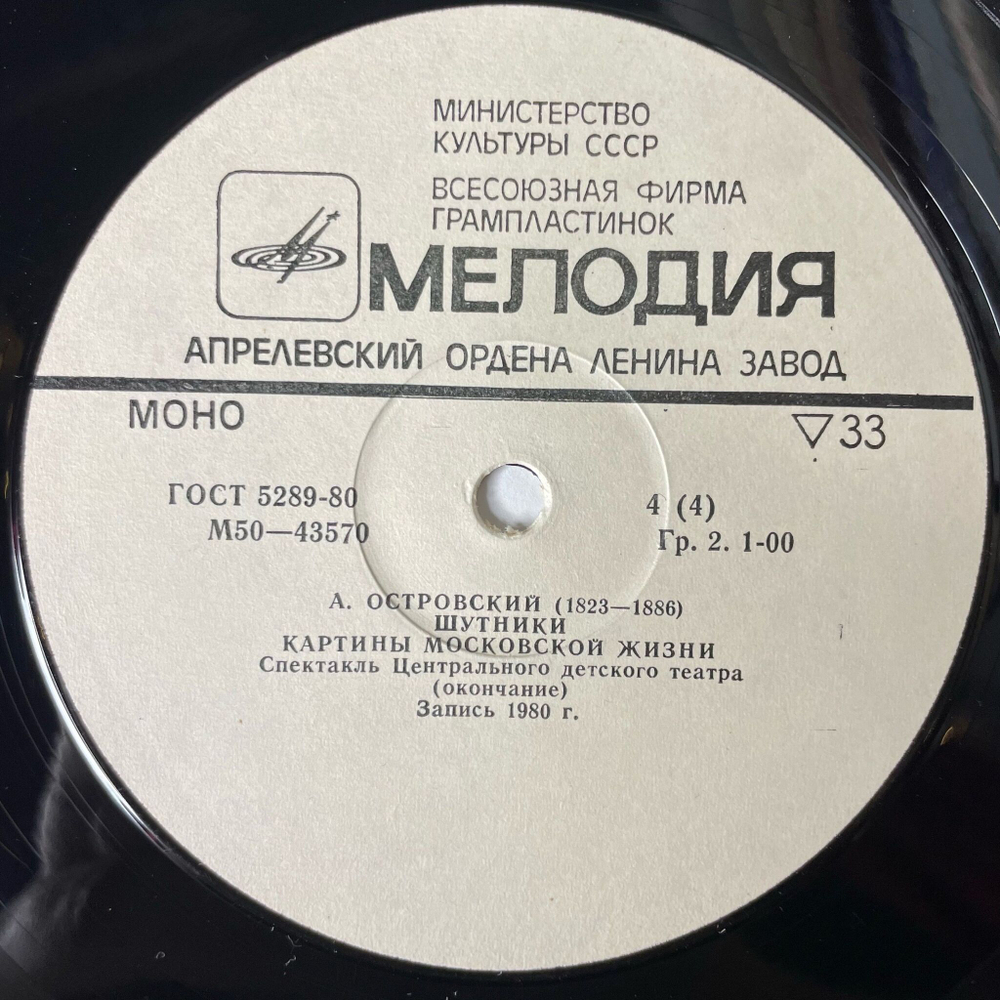 МИНИСТЕРСТВО
КУЛЬТУРЫ СССР
ВСЕСОЮЗНАЯ ФИРМА
ГРАМПЛАСТИНОК
МЕЛОДИЯ
АПРЕЛЕВСКИЙ ОРДЕНА ЛЕНИНА ЗАВОД
МОНО
▽33
ГОСТ 5289-80
М50—43570
4 (4)
Гр. 2. 1-00
А. ОСТРОВСКИЙ (1823—1886)
ШУТНИКИ
КАРТИНЫ МОСКОВСКОЙ ЖИЗНИ
Спектакль Центрального детского театра
(окончание)
Запись 1980 г.